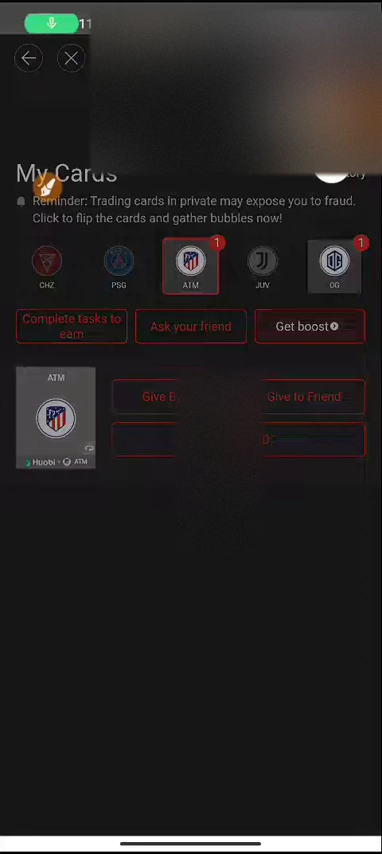 11
My Cards
Reminder: Trading cards in private may expose you to fraud.
Click to flip the cards and gather bubbles now!
1
1
CHZ
PSG
ATM
JUV
OG
Complete tasks to
earn
Ask your friend
Get boost
ATM
Give
Give to Friend
Huobi × ATM